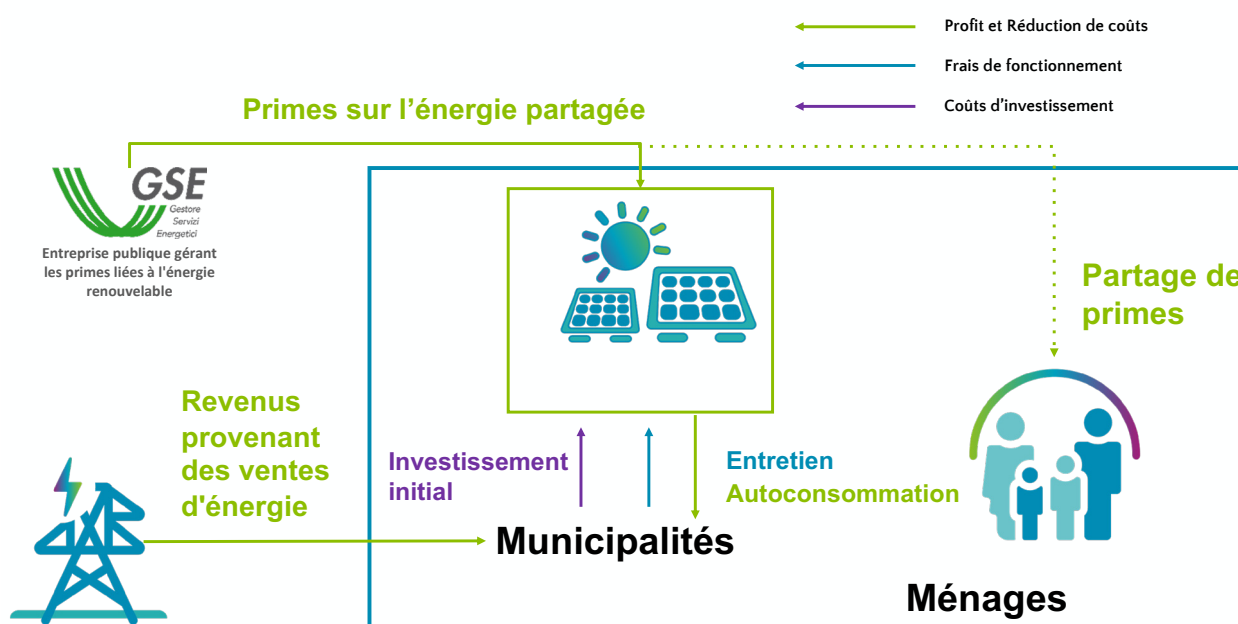 Profit et Réduction de coûts
Frais de fonctionnement
Coûts d'investissement
Primes sur l'énergie partagée
GSE
Gestore
Servizi
Energetici
Entreprise publique gérant
les primes liées à l'énergie
renouvelable
Partage de
primes
Revenus
provenant
des ventes
d'énergie
Investissement
initial
Entretien
Autoconsommation
Municipalités
Ménages